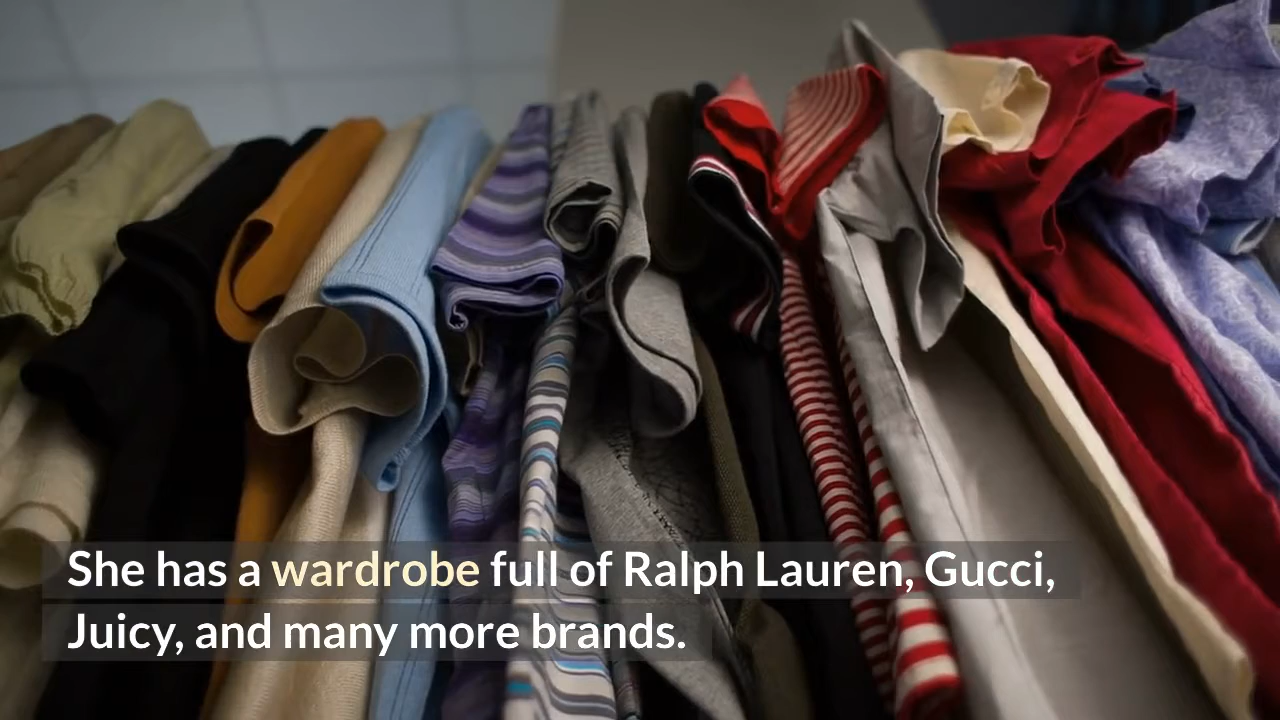 She has a wardrobe full of Ralph Lauren, Gucci,
Juicy, and many more brands.